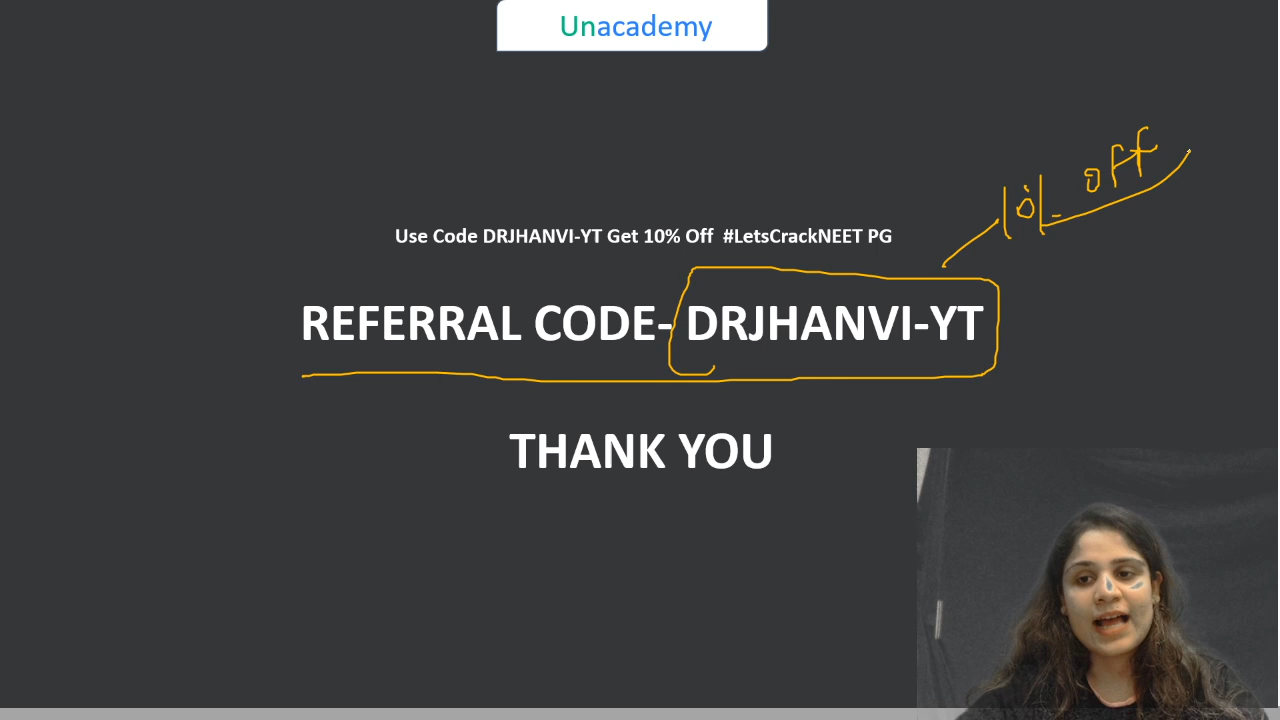 Unacademy
10% off
Use Code DRJHANVI-YT Get 10% Off #LetsCrackNEET PG
REFERRAL CODE- DRJHANVI-YT
THANK YOU